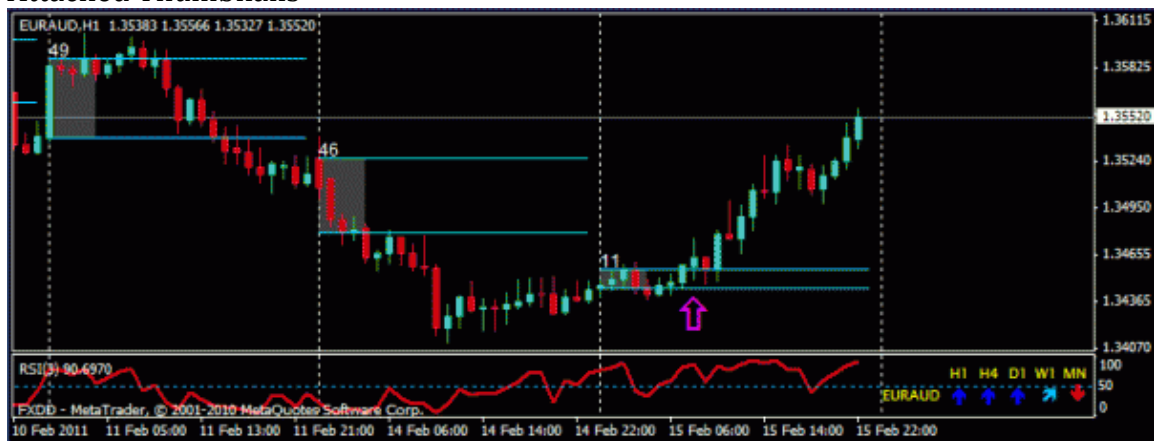 EURAUD,H1 1.35383 1.35566 1.35327 1.35520
49
46
11
1.36115
1.35825
1.35520
1.35240
1.34950
1.34655
1.34365
1.34070
RSI(3) 90.6970
100
50
0
H1 H4 D1 W1 MN
EURAUD
FXDD - MetaTrader, © 2001-2010 MetaQuotes Software Corp.
10 Feb 2011 11 Feb 05:00 11 Feb 13:00 11 Feb 21:00 14 Feb 06:00 14 Feb 14:00 14 Feb 22:00 15 Feb 06:00 15 Feb 14:00 15 Feb 22:00